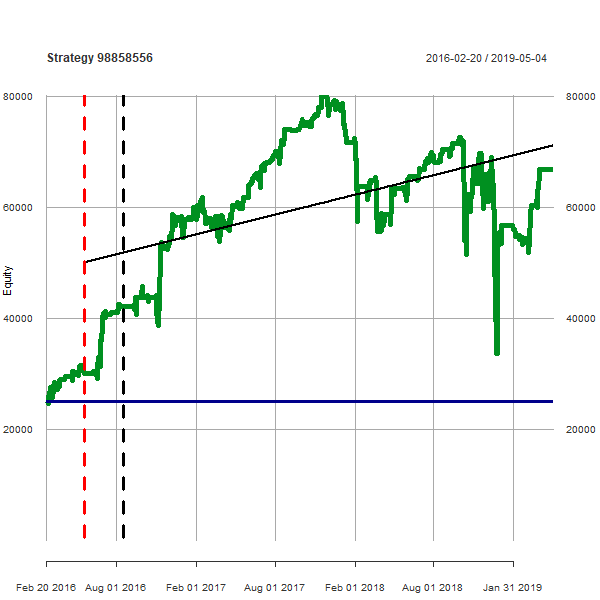 Strategy 98858556
2016-02-20 / 2019-05-04
80000
80000
60000
60000
Equity
40000
40000
20000
20000
Feb 20 2016
Aug 01 2016
Feb 01 2017
Aug 01 2017
Feb 01 2018
Aug 01 2018
Jan 31 2019